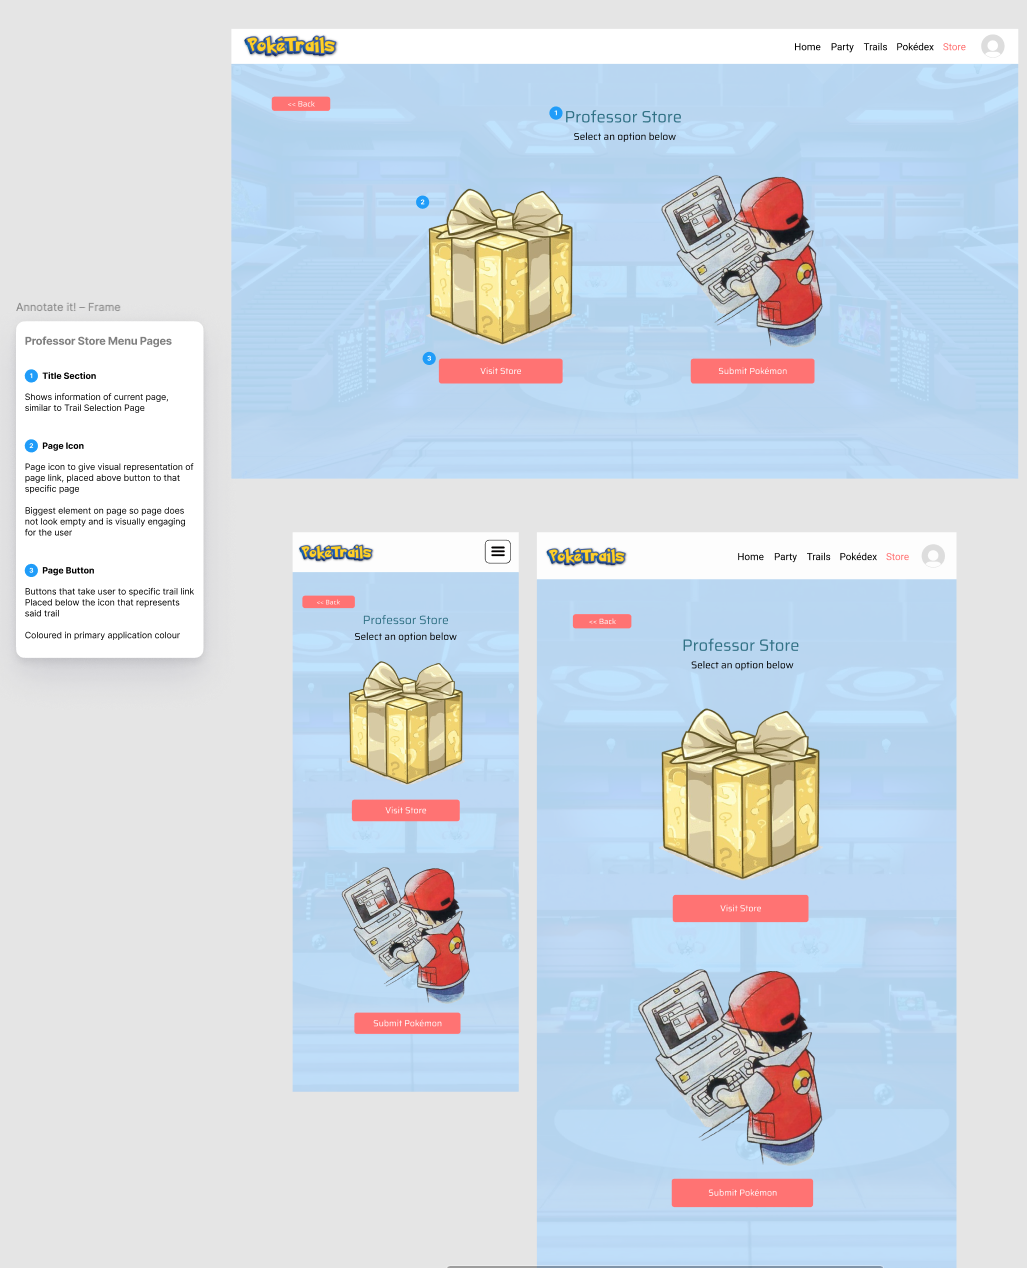 PokéTrails
Home Party Trails Pokédex Store
<< Back
1 Professor Store
Select an option below
2
3
Visit Store
Submit Pokémon
Annotate it! – Frame
Professor Store Menu Pages
1 Title Section
Shows information of current page,
similar to Trail Selection Page
2 Page Icon
Page icon to give visual representation of
page link, placed above button to that
specific page
Biggest element on page so page does
not look empty and is visually engaging
for the user
3 Page Button
Buttons that take user to specific trail link
Placed below the icon that represents
said trail
Coloured in primary application colour
PokéTrails
<< Back
Professor Store
Select an option below
Visit Store
Submit Pokémon
PokéTrails
Home Party Trails Pokédex Store
<< Back
Professor Store
Select an option below
Visit Store
Submit Pokémon